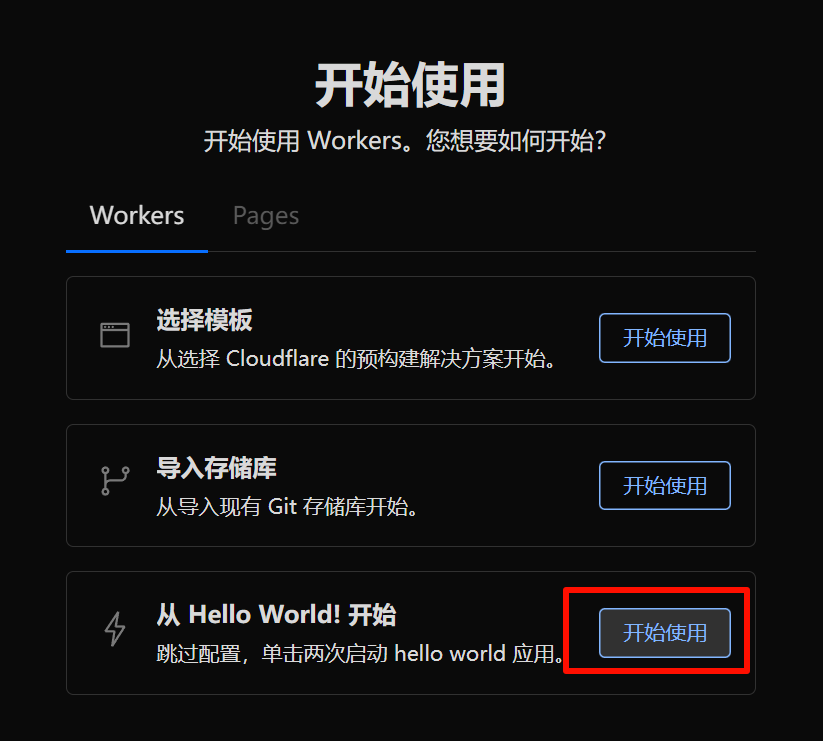 开始使用
开始使用 Workers。您想要如何开始？
Workers Pages
选择模板
从选择 Cloudflare 的预构建解决方案开始。
开始使用
导入存储库
从导入现有 Git 存储库开始。
开始使用
从 Hello World! 开始
跳过配置，单击两次启动 hello world 应用。
开始使用